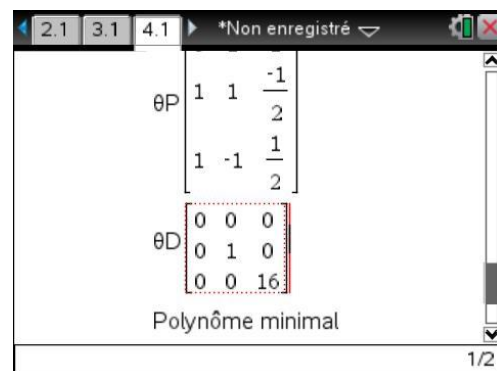 2.1 3.1 4.1 *Non enregistré
θP
1 1 -1/2
1 -1 1/2
θD
0 0 0
0 1 0
0 0 16
Polynôme minimal
1/2